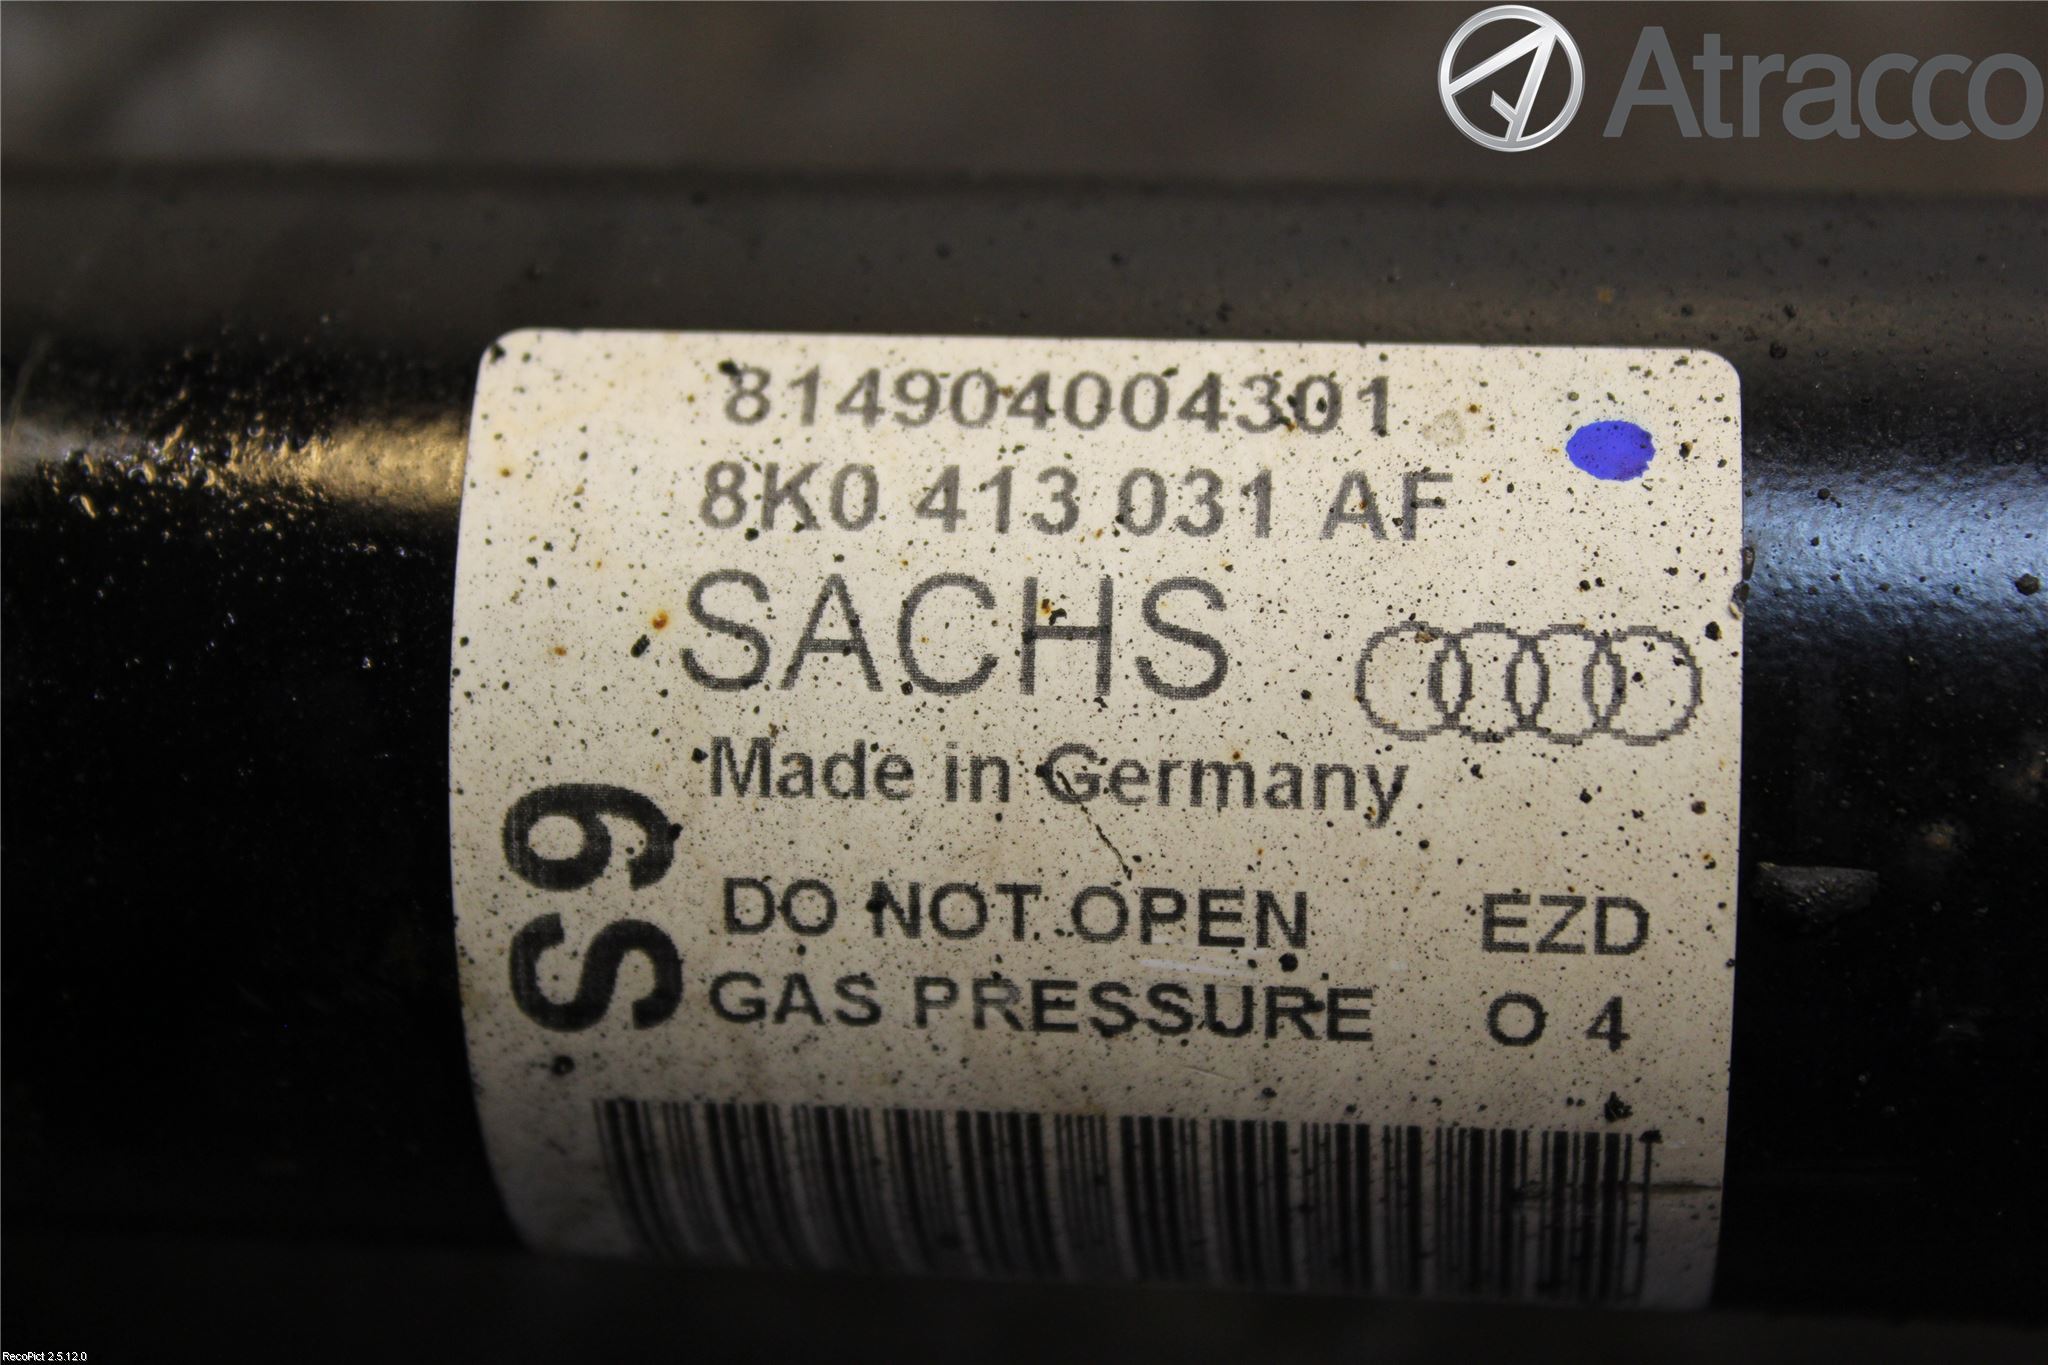 Atracco
814904004301
8K0 413 031 AF
SACHS
Made in Germany
S9
DO NOT OPEN EZD
GAS PRESSURE O 4
RecoPict 2.5.12.0